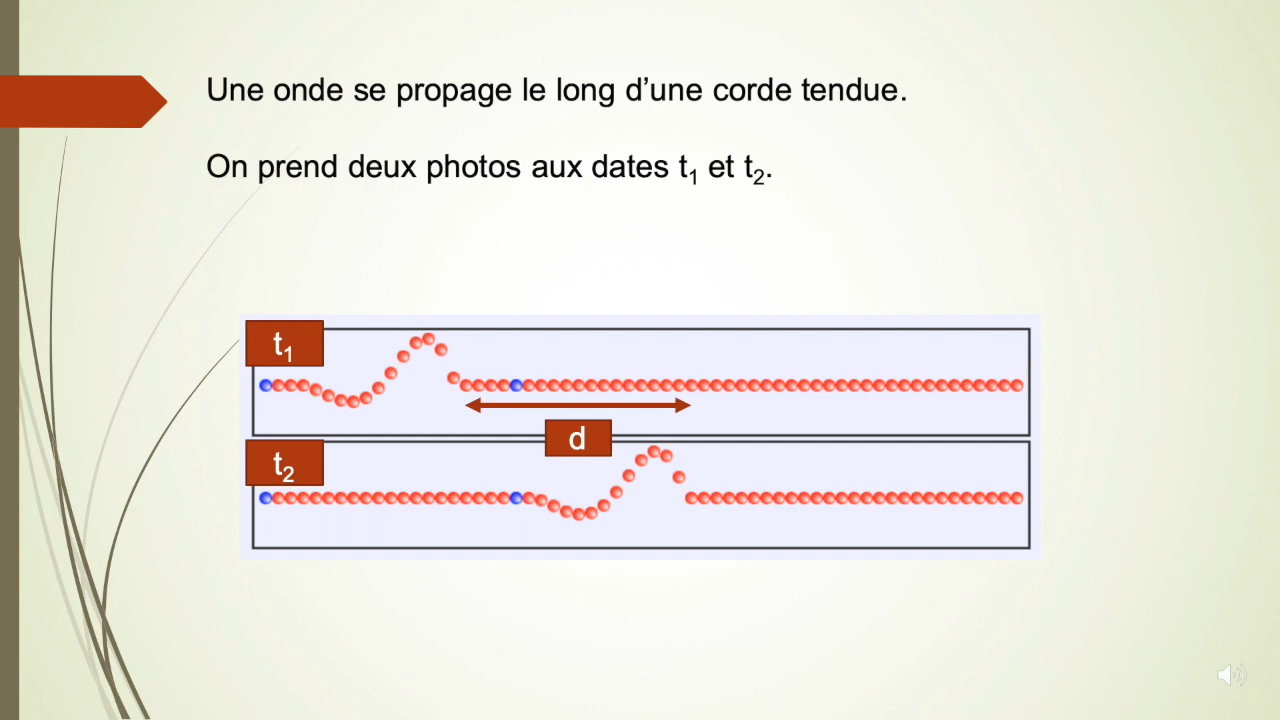 Une onde se propage le long d’une corde tendue.
On prend deux photos aux dates t₁ et t₂.
t₁
d
t₂